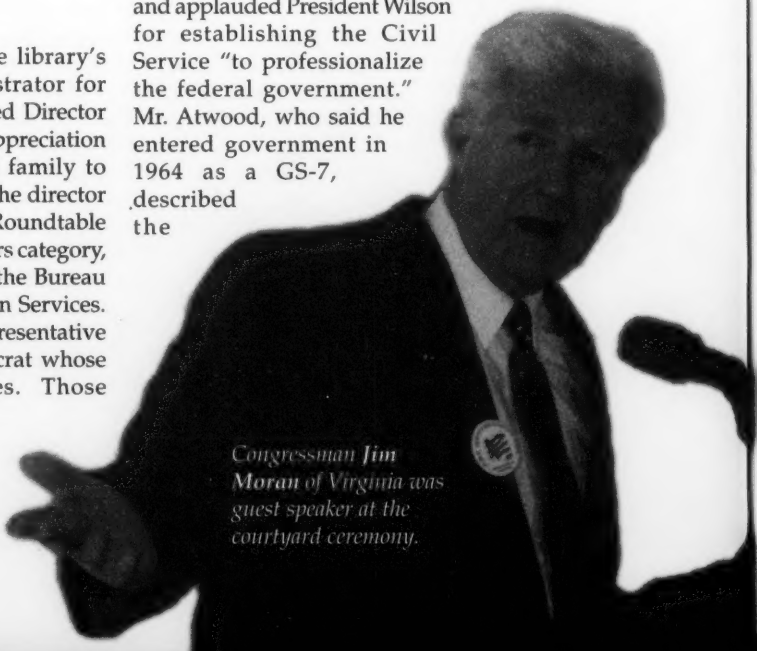 e library's
strator for
ed Director
ppreciation
family to
he director
Roundtable
rs category,
the Bureau
n Services.
resentative
crat whose
es. Those
and applauded President Wilson
for establishing the Civil
Service “to professionalize
the federal government.”
Mr. Atwood, who said he
entered government in
1964 as a GS-7,
described
the
Congressman Jim
Moran of Virginia was
guest speaker at the
courtyard ceremony.